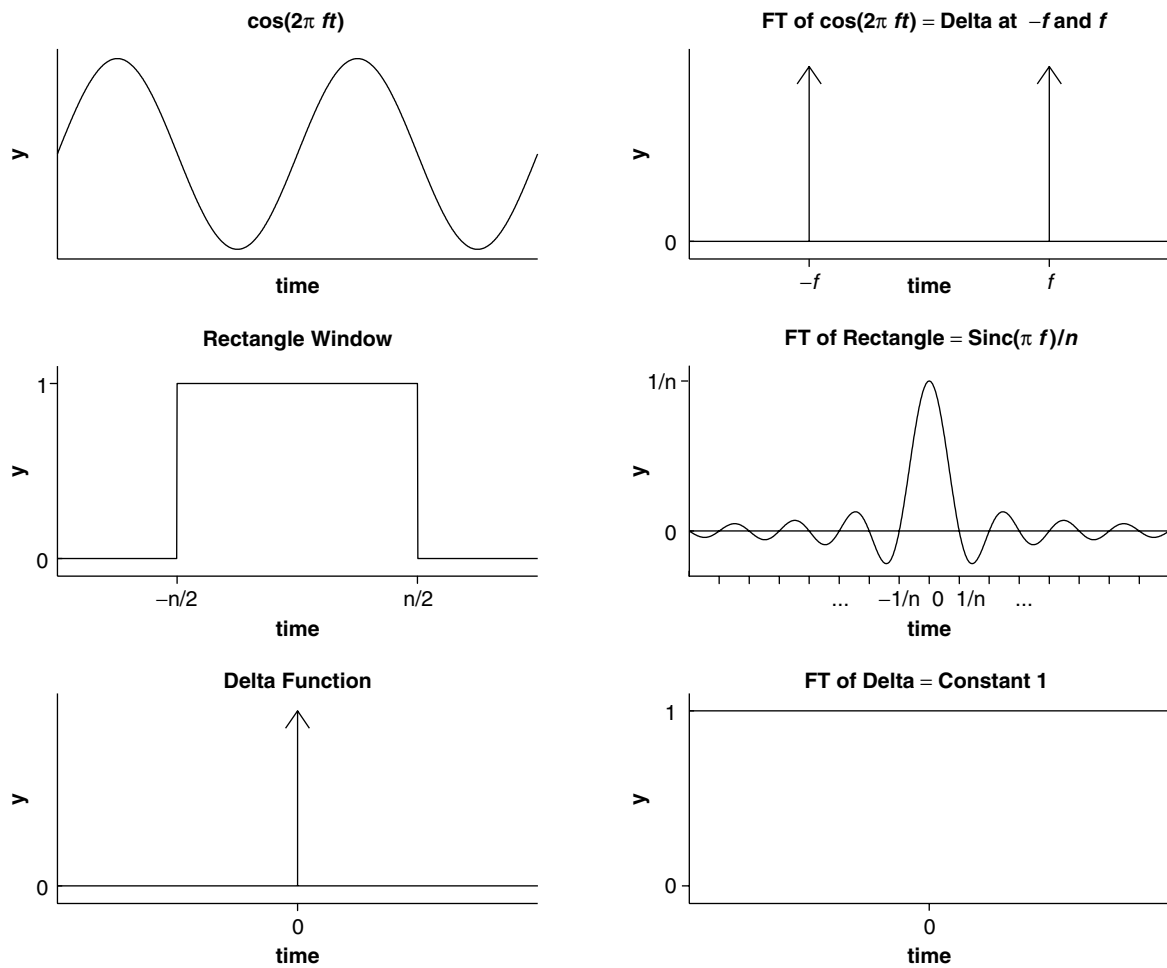 cos(2π ft)
y
time
FT of cos(2π ft) = Delta at −f and f
y
0
−f
f
time
Rectangle Window
1
y
0
−n/2
n/2
time
FT of Rectangle = Sinc(π f)/n
1/n
y
0
... −1/n 0 1/n ...
time
Delta Function
y
0
0
time
FT of Delta = Constant 1
1
y
0
0
time